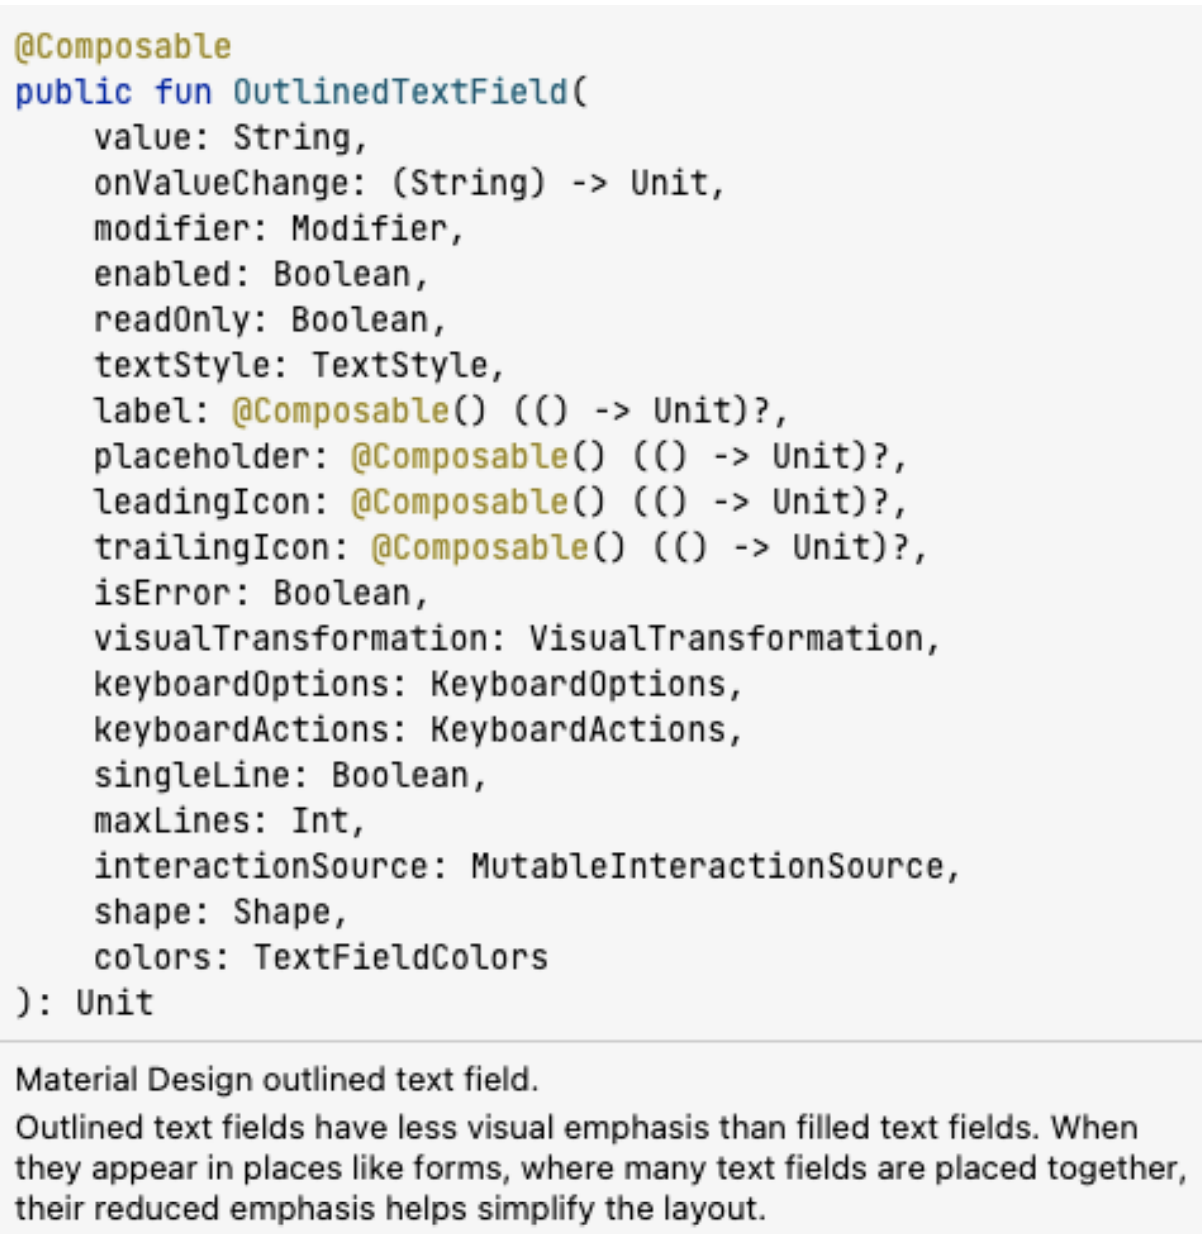 @Composable
public fun OutlinedTextField(
    value: String,
    onValueChange: (String) -> Unit,
    modifier: Modifier,
    enabled: Boolean,
    readOnly: Boolean,
    textStyle: TextStyle,
    label: @Composable() (() -> Unit)?,
    placeholder: @Composable() (() -> Unit)?,
    leadingIcon: @Composable() (() -> Unit)?,
    trailingIcon: @Composable() (() -> Unit)?,
    isError: Boolean,
    visualTransformation: VisualTransformation,
    keyboardOptions: KeyboardOptions,
    keyboardActions: KeyboardActions,
    singleLine: Boolean,
    maxLines: Int,
    interactionSource: MutableInteractionSource,
    shape: Shape,
    colors: TextFieldColors
): Unit
Material Design outlined text field.
Outlined text fields have less visual emphasis than filled text fields. When
they appear in places like forms, where many text fields are placed together,
their reduced emphasis helps simplify the layout.